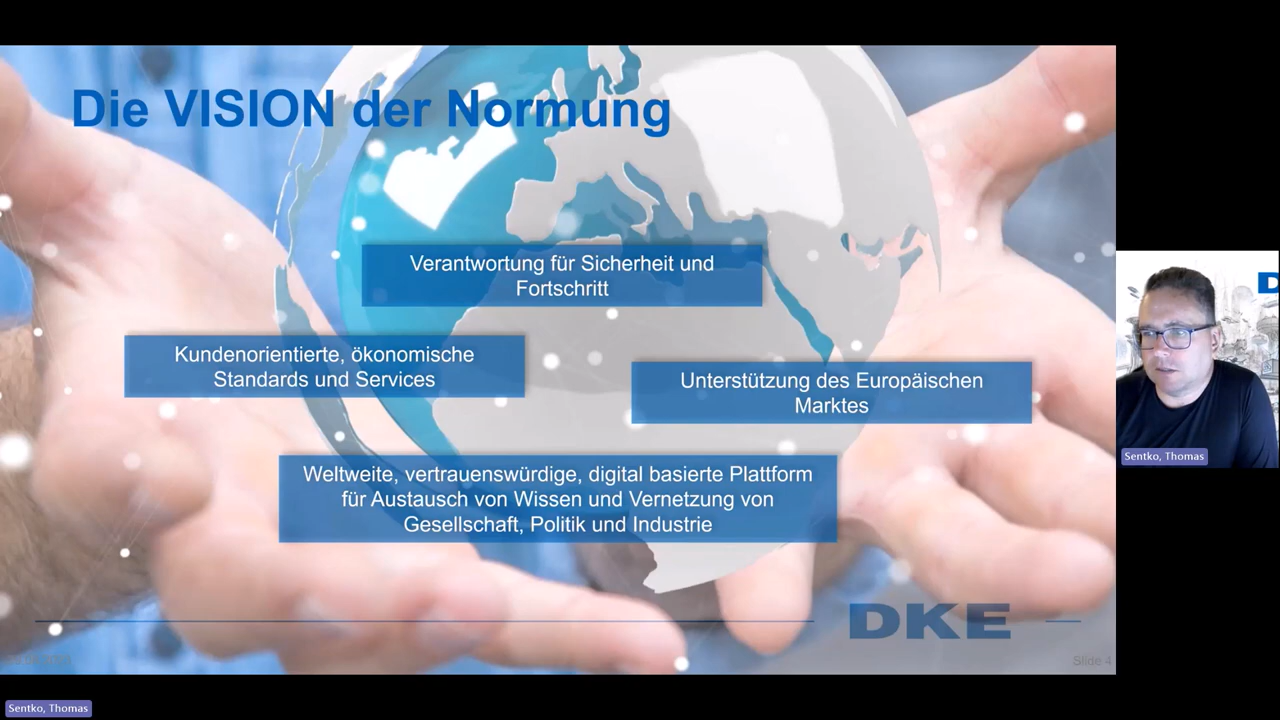 Die VISION der Normung
Verantwortung für Sicherheit und
Fortschritt
Kundenorientierte, ökonomische
Standards und Services
Unterstützung des Europäischen
Marktes
Weltweite, vertrauenswürdige, digital basierte Plattform
für Austausch von Wissen und Vernetzung von
Gesellschaft, Politik und Industrie
DKE
Slide 4
Sentko, Thomas
Sentko, Thomas